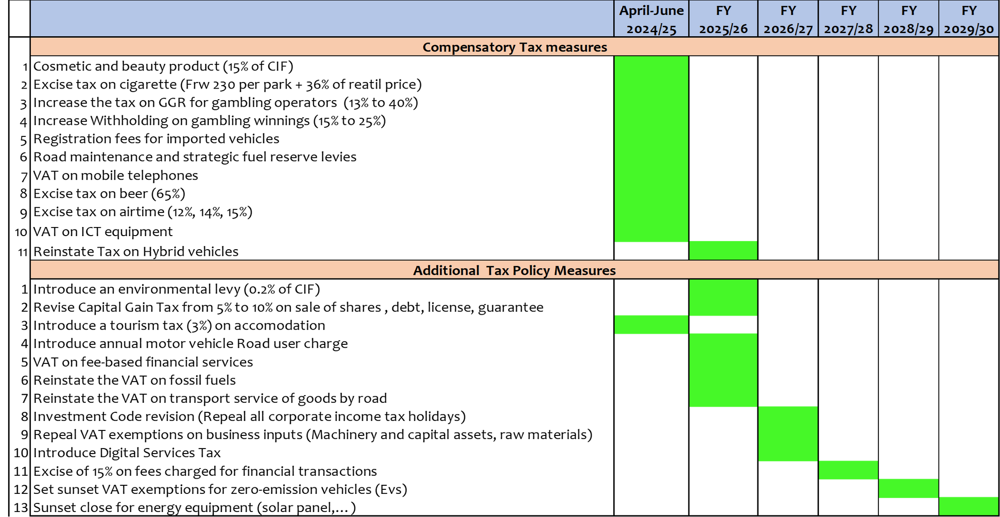 April-June FY FY FY FY FY
2024/25 2025/26 2026/27 2027/28 2028/29 2029/30
Compensatory Tax measures
1 Cosmetic and beauty product (15% of CIF)
2 Excise tax on cigarette (Frw 230 per park + 36% of reatil price)
3 Increase the tax on GGR for gambling operators (13% to 40%)
4 Increase Withholding on gambling winnings (15% to 25%)
5 Registration fees for imported vehicles
6 Road maintenance and strategic fuel reserve levies
7 VAT on mobile telephones
8 Excise tax on beer (65%)
9 Excise tax on airtime (12%, 14%, 15%)
10 VAT on ICT equipment
11 Reinstate Tax on Hybrid vehicles
Additional Tax Policy Measures
1 Introduce an environmental levy (0.2% of CIF)
2 Revise Capital Gain Tax from 5% to 10% on sale of shares , debt, license, guarantee
3 Introduce a tourism tax (3%) on accomodation
4 Introduce annual motor vehicle Road user charge
5 VAT on fee-based financial services
6 Reinstate the VAT on fossil fuels
7 Reinstate the VAT on transport service of goods by road
8 Investment Code revision (Repeal all corporate income tax holidays)
9 Repeal VAT exemptions on business inputs (Machinery and capital assets, raw materials)
10 Introduce Digital Services Tax
11 Excise of 15% on fees charged for financial transactions
12 Set sunset VAT exemptions for zero-emission vehicles (Evs)
13 Sunset close for energy equipment (solar panel,... )